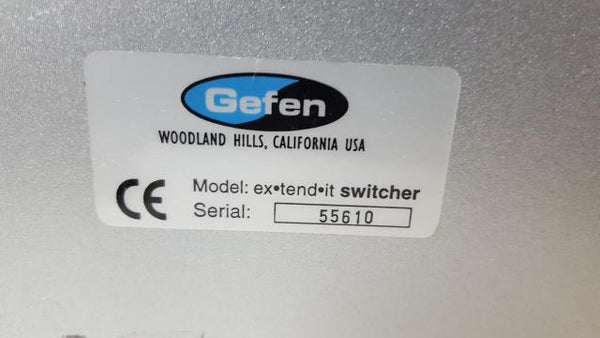 Gefen
WOODLAND HILLS, CALIFORNIA USA
CE Model: ex•tend•it switcher
Serial: 55610